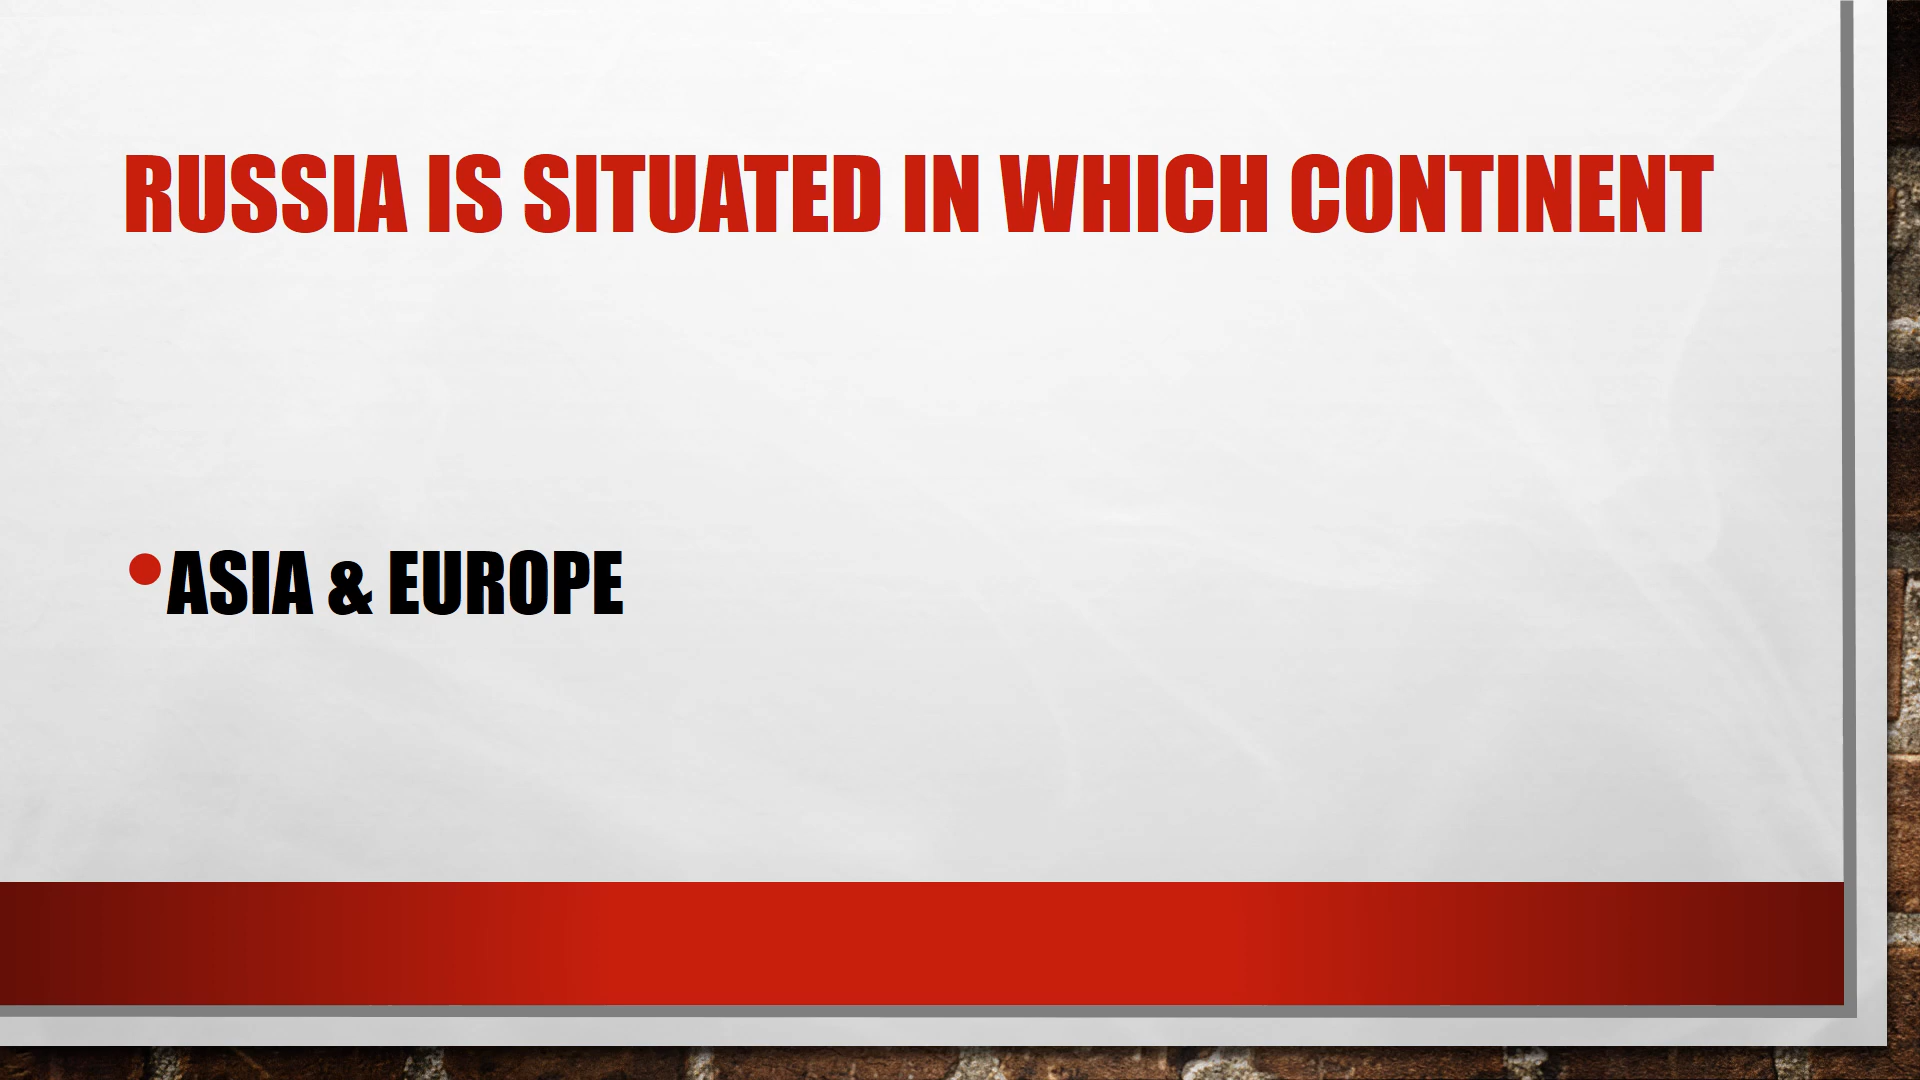 RUSSIA IS SITUATED IN WHICH CONTINENT
•ASIA & EUROPE